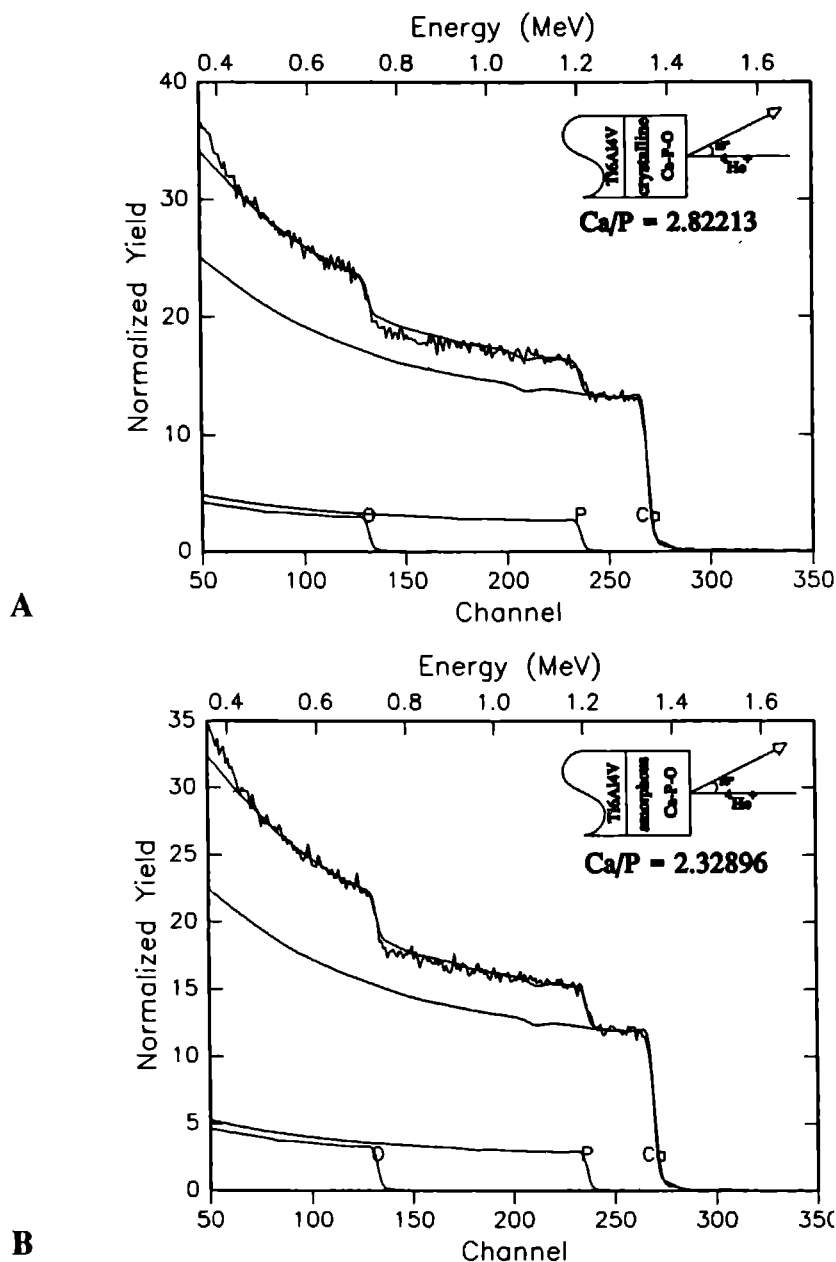 Energy (MeV)
0.4 0.6 0.8 1.0 1.2 1.4 1.6
40
30
20
10
0
Normalized Yield
Ti6Al4V
crystalline
Ca-P-O
He
Ca/P = 2.82213
O P Ca
50 100 150 200 250 300 350
Channel
A
Energy (MeV)
0.4 0.6 0.8 1.0 1.2 1.4 1.6
35
30
25
20
15
10
5
0
Normalized Yield
Ti6Al4V
amorphous
Ca-P-O
He
Ca/P = 2.32896
O P Ca
50 100 150 200 250 300 350
Channel
B